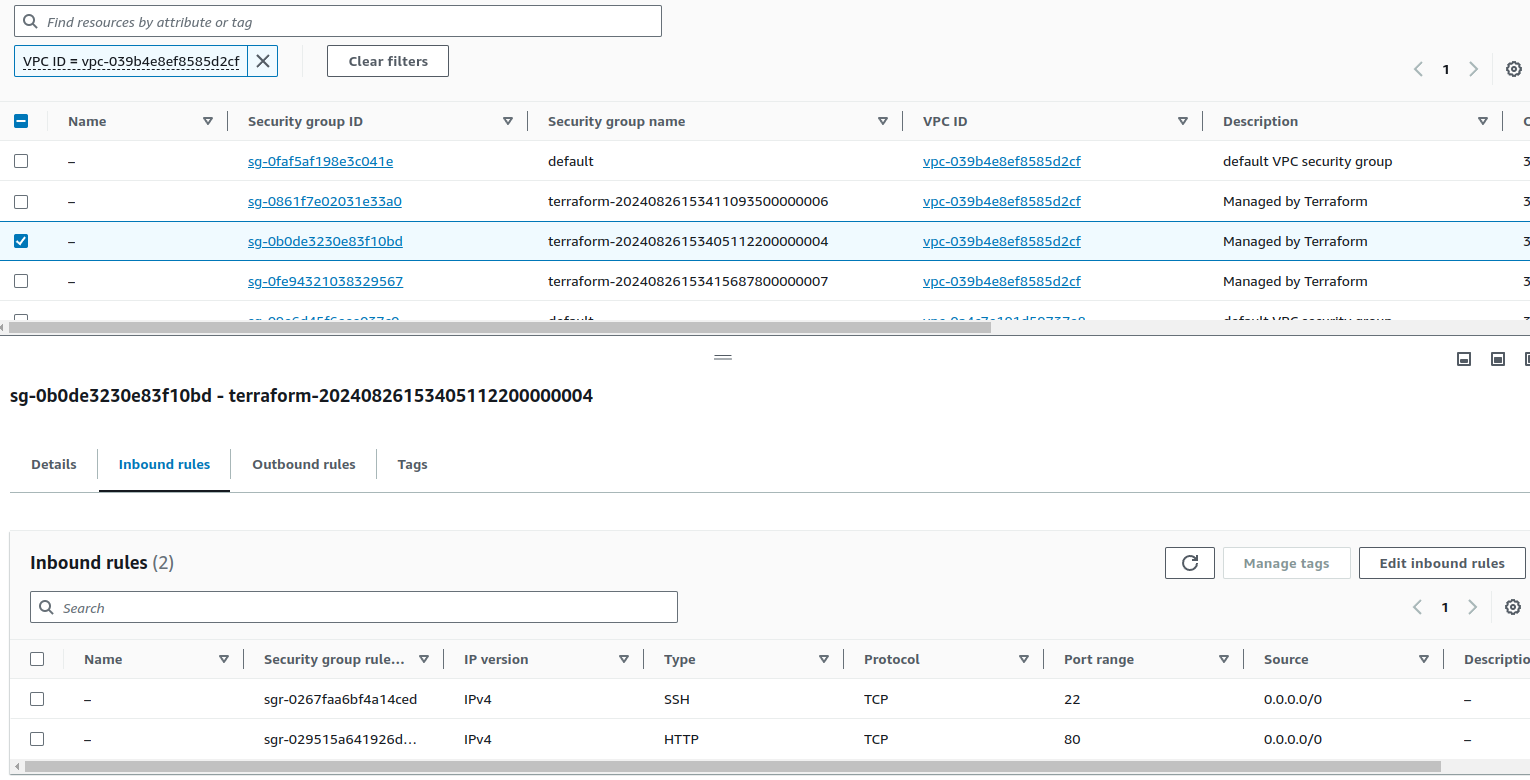 Find resources by attribute or tag
VPC ID = vpc-039b4e8ef8585d2cf
Clear filters
1
Name Security group ID Security group name VPC ID Description
– sg-0faf5af198e3c041e default vpc-039b4e8ef8585d2cf default VPC security group 3
– sg-0861f7e02031e33a0 terraform-20240826153411093500000006 vpc-039b4e8ef8585d2cf Managed by Terraform 3
– sg-0b0de3230e83f10bd terraform-20240826153405112200000004 vpc-039b4e8ef8585d2cf Managed by Terraform 3
– sg-0fe94321038329567 terraform-20240826153415687800000007 vpc-039b4e8ef8585d2cf Managed by Terraform 3
default default VPC security group
sg-0b0de3230e83f10bd - terraform-20240826153405112200000004
Details Inbound rules Outbound rules Tags
Inbound rules (2)
Manage tags Edit inbound rules
Search
1
Name Security group rule... IP version Type Protocol Port range Source Descriptio
– sgr-0267faa6bf4a14ced IPv4 SSH TCP 22 0.0.0.0/0 –
– sgr-029515a641926d... IPv4 HTTP TCP 80 0.0.0.0/0 –